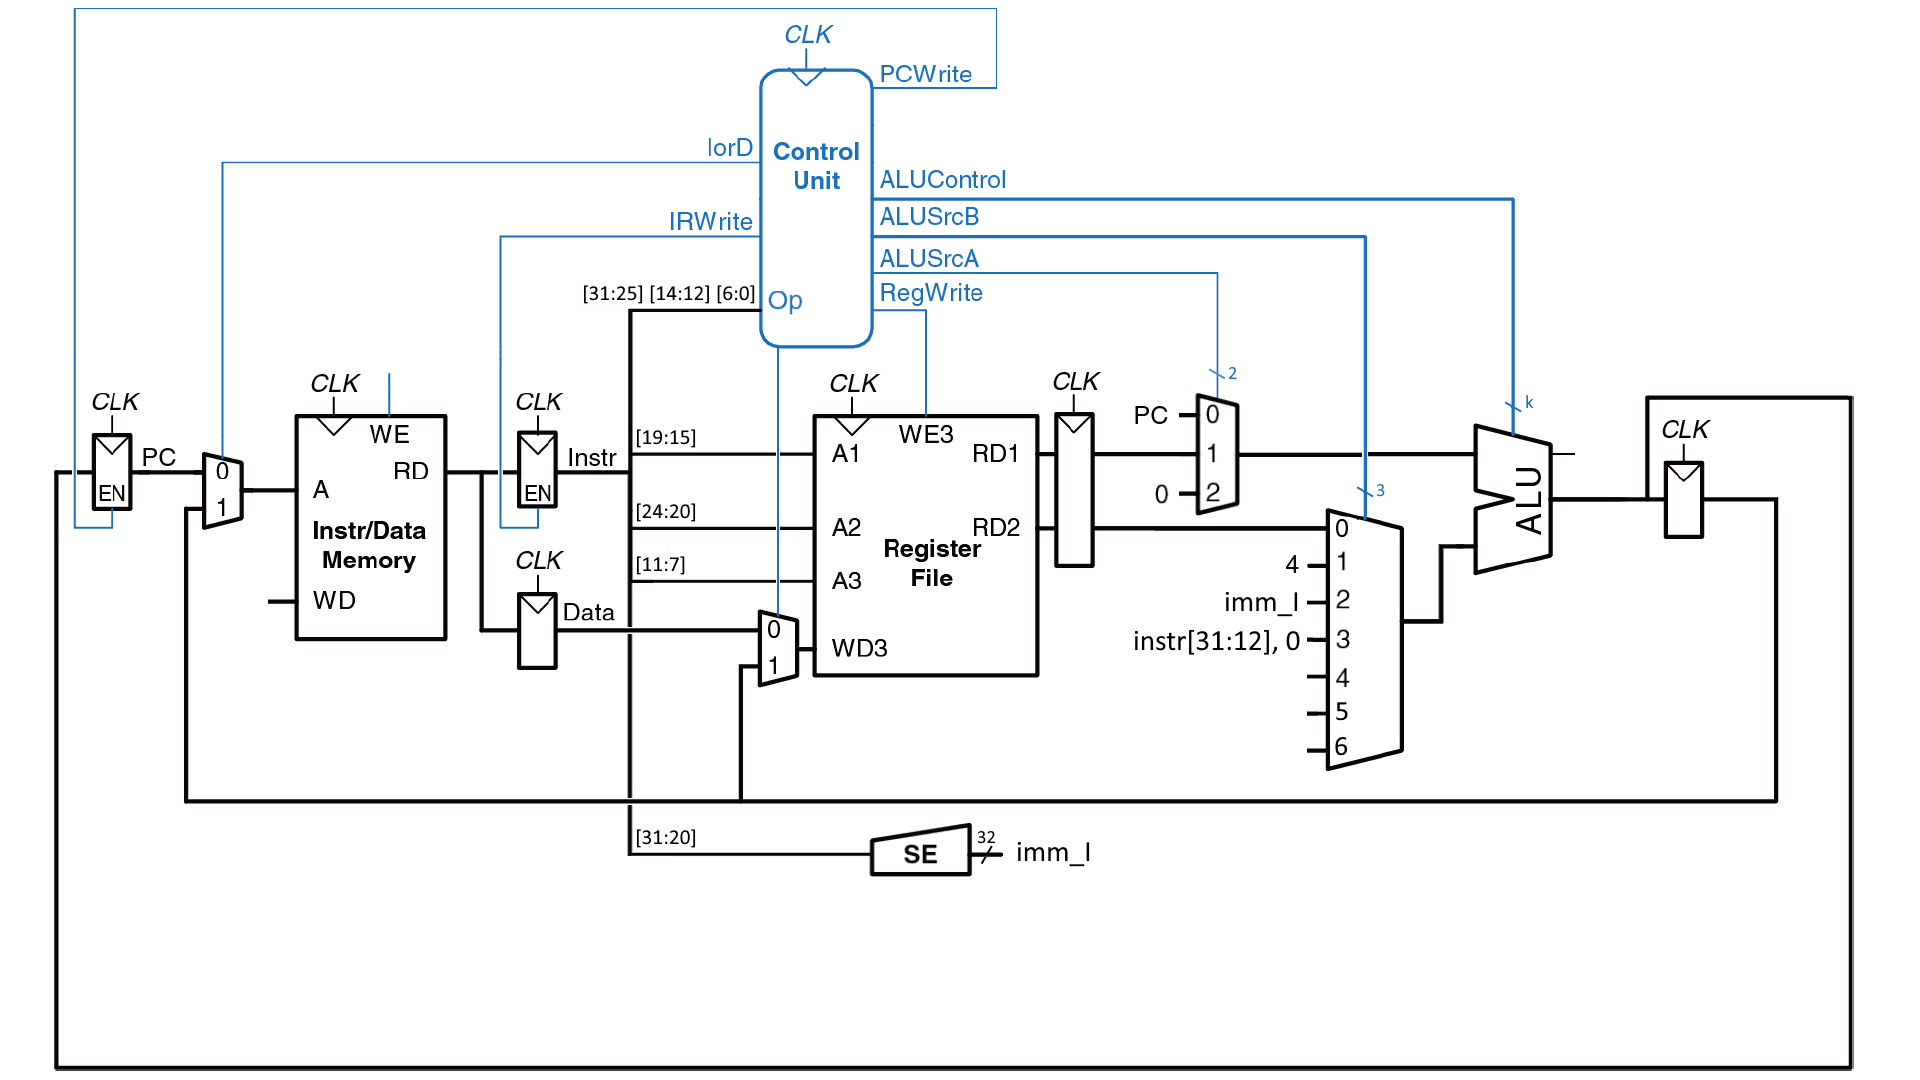 CLK
PCWrite
IorD
Control
Unit
ALUControl
IRWrite
ALUSrcB
ALUSrcA
[31:25] [14:12] [6:0]
Op
RegWrite
CLK
PC
EN
0
1
CLK
WE
RD
A
Instr/Data
Memory
WD
CLK
Instr
EN
CLK
Data
[19:15]
[24:20]
[11:7]
0
1
CLK
WE3
A1
RD1
A2
RD2
Register
File
A3
WD3
CLK
2
PC
0
1
0
2
3
0
4
1
imm_I
2
instr[31:12], 0
3
4
5
6
k
ALU
CLK
[31:20]
SE
32
imm_I